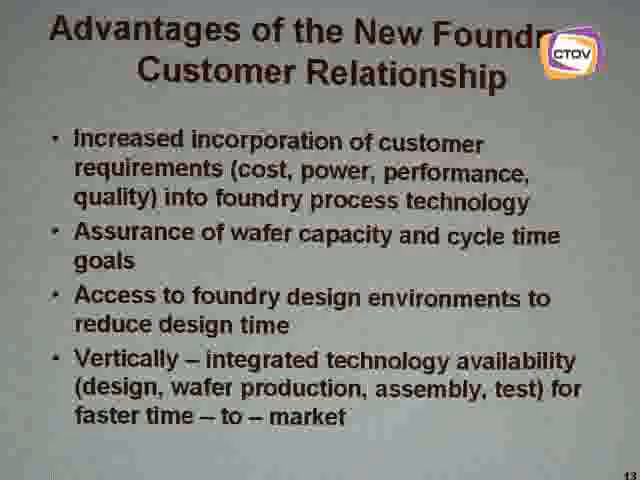 Advantages of the New Foundr
CTOV
Customer Relationship
• Increased incorporation of customer
requirements (cost, power, performance,
quality) into foundry process technology
• Assurance of wafer capacity and cycle time
goals
• Access to foundry design environments to
reduce design time
• Vertically – integrated technology availability
(design, wafer production, assembly, test) for
faster time – to – market
13